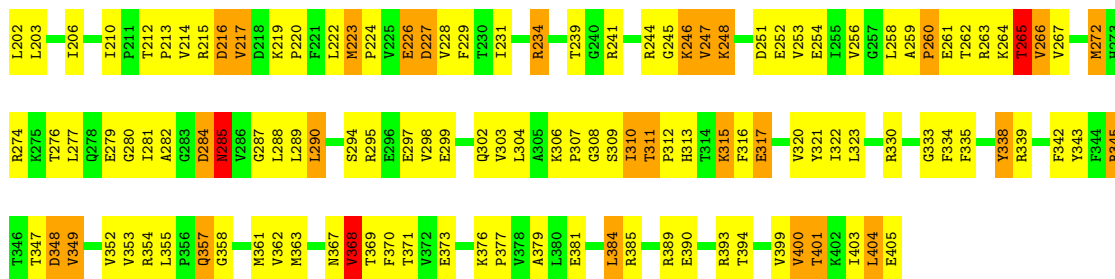 L202 L203 I206 I210 P211 T212 P213 V214 R215 D216 V217 D218 K219 P220 F221 L222 M223 P224 V225 E226 D227 V228 F229 T230 I231 R234 T239 G240 R241 R244 G245 K246 V247 K248 D251 E252 V253 E254 I255 V256 G257 L258 A259 P260 E261 T262 R263 K264 T265 V266 V267 M272 H273
R274 K275 T276 L277 Q278 E279 G280 I281 A282 G283 D284 N285 V286 G287 L288 L289 L290 S294 R295 E296 E297 V298 E299 Q302 V303 L304 A305 K306 P307 G308 S309 I310 T311 P312 H313 T314 K315 F316 E317 V320 Y321 I322 L323 R330 G333 F334 F335 Y338 R339 F342 Y343 F344 R345
T346 T347 D348 V349 V352 V353 R354 L355 P356 Q357 G358 M361 V362 M363 N367 V368 T369 F370 T371 V372 E373 K376 P377 V378 A379 L380 E381 L384 R385 R389 E390 R393 T394 V399 V400 T401 K402 I403 L404 E405